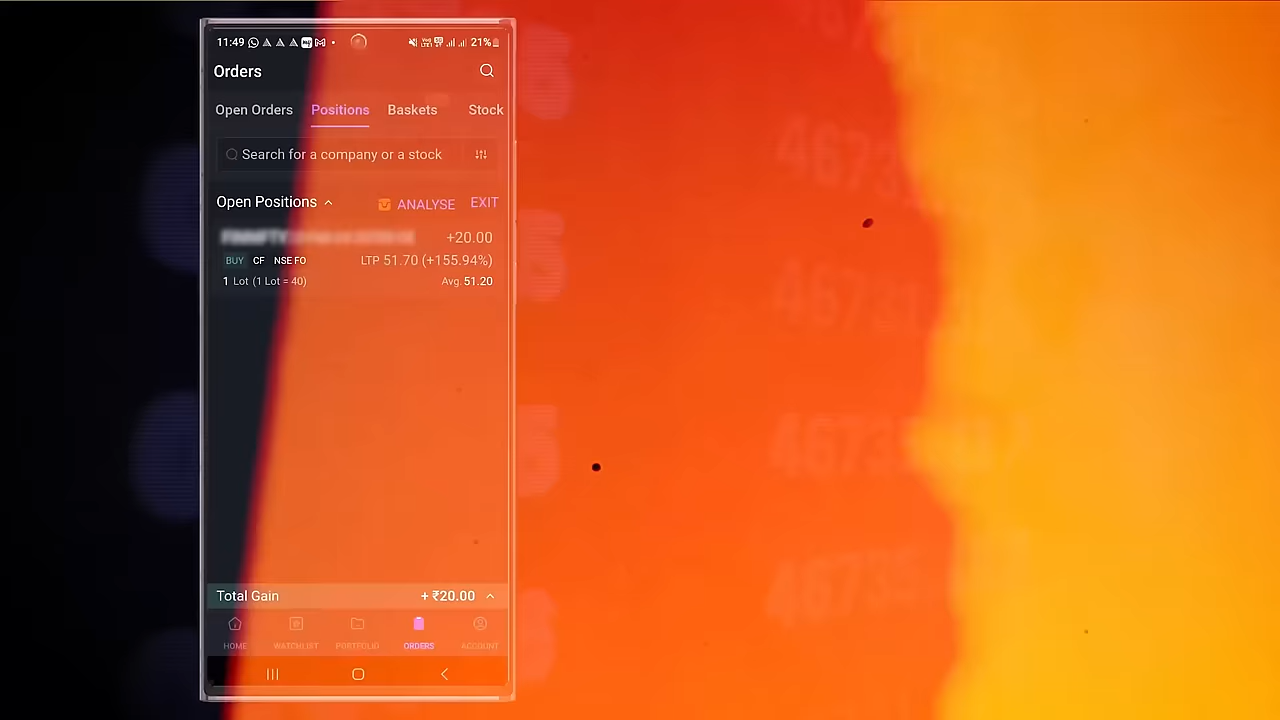 11:49 21%
Orders
Open Orders Positions Baskets Stock
Search for a company or a stock
Open Positions ANALYSE EXIT
+20.00
BUY CF NSE FO LTP 51.70 (+155.94%)
1 Lot (1 Lot = 40) Avg. 51.20
Total Gain + ₹20.00
HOME WATCHLIST PORTFOLIO ORDERS ACCOUNT